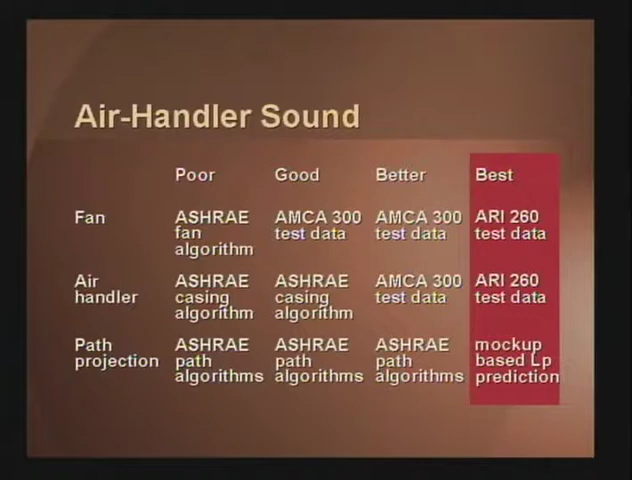 Air-Handler Sound
Poor Good Better Best
Fan ASHRAE AMCA 300 AMCA 300 ARI 260
fan test data test data test data
algorithm
Air ASHRAE ASHRAE AMCA 300 ARI 260
handler casing casing test data test data
algorithm algorithm
Path ASHRAE ASHRAE ASHRAE mockup
projection path path path based Lp
algorithms algorithms algorithms prediction